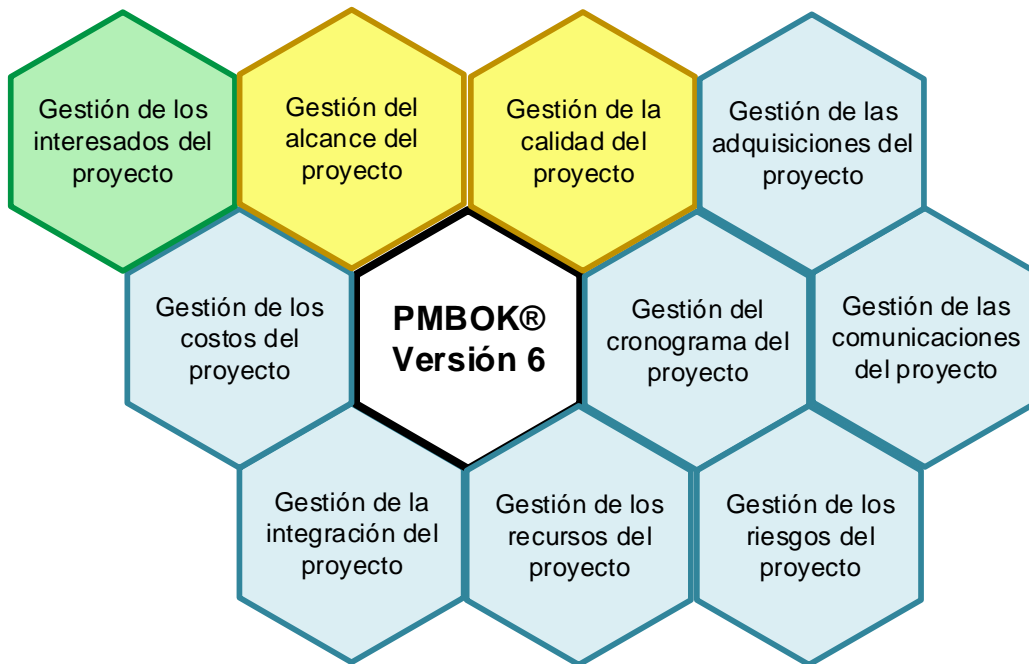 Gestión de los
interesados del
proyecto
Gestión del
alcance del
proyecto
Gestión de la
calidad del
proyecto
Gestión de las
adquisiciones del
proyecto
Gestión de los
costos del
proyecto
PMBOK®
Versión 6
Gestión del
cronograma del
proyecto
Gestión de las
comunicaciones
del proyecto
Gestión de la
integración del
proyecto
Gestión de los
recursos del
proyecto
Gestión de los
riesgos del
proyecto